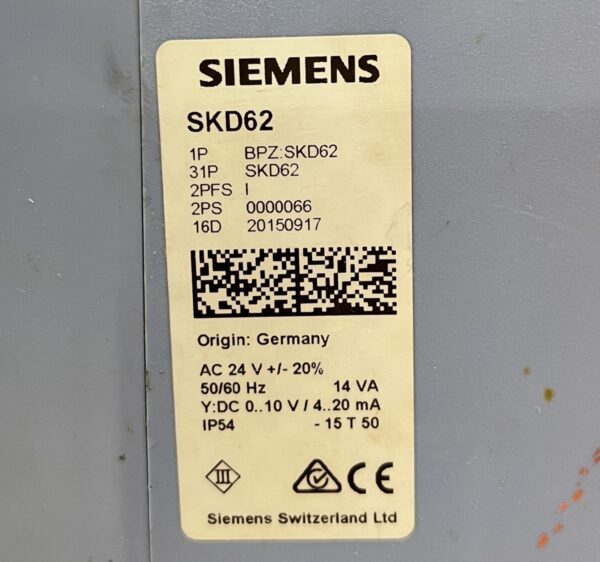 SIEMENS
SKD62
1P BPZ:SKD62
31P SKD62
2PFS I
2PS 0000066
16D 20150917
Origin: Germany
AC 24 V +/- 20%
50/60 Hz 14 VA
Y:DC 0..10 V / 4..20 mA
IP54 - 15 T 50
III CE
Siemens Switzerland Ltd